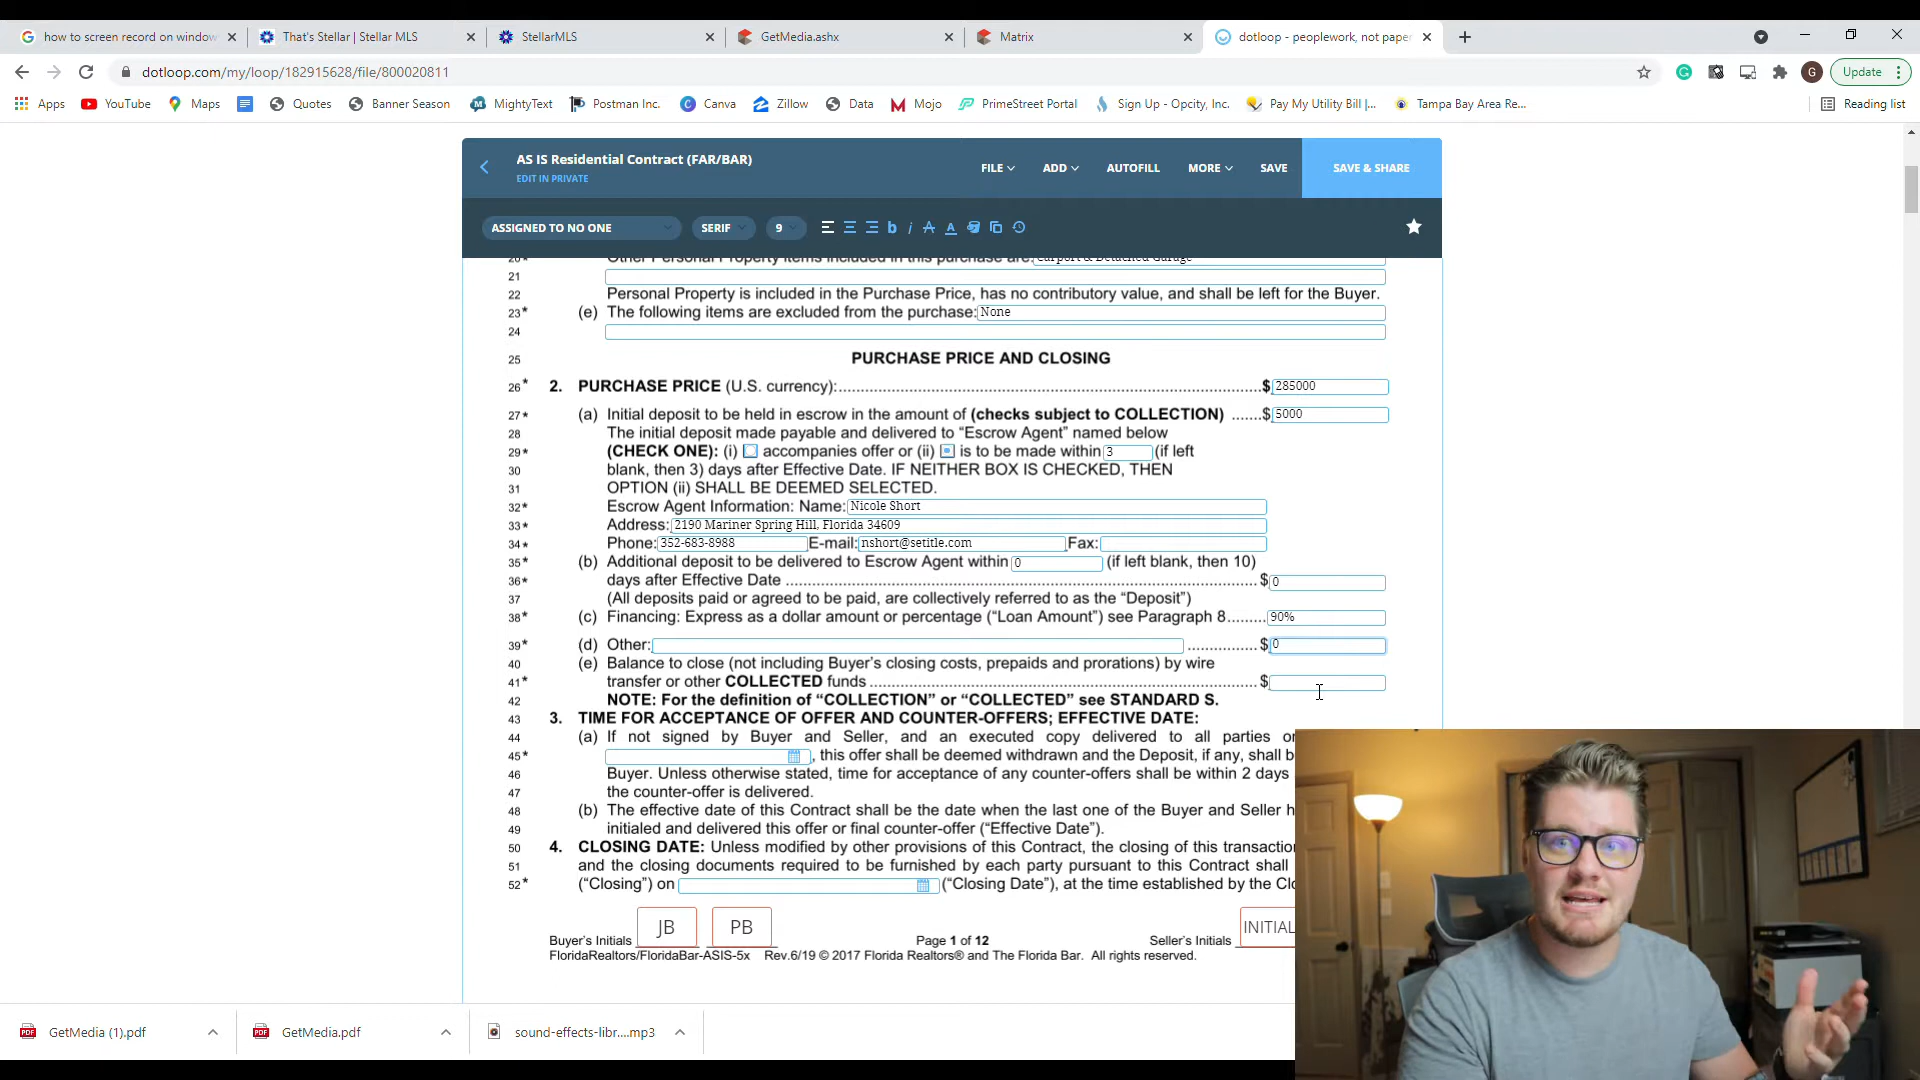 how to screen record on window
That's Stellar | Stellar MLS
StellarMLS
GetMedia.ashx
Matrix
dotloop - peoplework, not paper
dotloop.com/my/loop/182915628/file/800020811
G
Update
Apps
YouTube
Maps
Quotes
Banner Season
MightyText
Postman Inc.
Canva
Zillow
Data
Mojo
PrimeStreet Portal
Sign Up - Opcity, Inc.
Pay My Utility Bill |...
Tampa Bay Area Re...
Reading list
AS IS Residential Contract (FAR/BAR)
EDIT IN PRIVATE
FILE
ADD
AUTOFILL
MORE
SAVE
SAVE & SHARE
ASSIGNED TO NO ONE
SERIF
9
20* Other Personal Property items included in this purchase are: Carport & Detached Garage
21
22 Personal Property is included in the Purchase Price, has no contributory value, and shall be left for the Buyer.
23* (e) The following items are excluded from the purchase: None
24
25 PURCHASE PRICE AND CLOSING
26* 2. PURCHASE PRICE (U.S. currency):.......... $ 285000
27* (a) Initial deposit to be held in escrow in the amount of (checks subject to COLLECTION) .......$ 5000
28 The initial deposit made payable and delivered to “Escrow Agent” named below
29* (CHECK ONE): (i) accompanies offer or (ii) is to be made within 3 (if left
30 blank, then 3) days after Effective Date. IF NEITHER BOX IS CHECKED, THEN
31 OPTION (ii) SHALL BE DEEMED SELECTED.
32* Escrow Agent Information: Name: Nicole Short
33* Address: 2190 Mariner Spring Hill, Florida 34609
34* Phone: 352-683-8988 E-mail: nshort@setitle.com Fax:
35* (b) Additional deposit to be delivered to Escrow Agent within 0 (if left blank, then 10)
36* days after Effective Date .......... $ 0
37 (All deposits paid or agreed to be paid, are collectively referred to as the “Deposit”)
38* (c) Financing: Express as a dollar amount or percentage (“Loan Amount”) see Paragraph 8......... 90%
39* (d) Other: ................ $ 0
40 (e) Balance to close (not including Buyer’s closing costs, prepaids and prorations) by wire
41* transfer or other COLLECTED funds .......... $
42 NOTE: For the definition of “COLLECTION” or “COLLECTED” see STANDARD S.
43 3. TIME FOR ACCEPTANCE OF OFFER AND COUNTER-OFFERS; EFFECTIVE DATE:
44 (a) If not signed by Buyer and Seller, and an executed copy delivered to all parties
45* , this offer shall be deemed withdrawn and the Deposit, if any, shall
46 Buyer. Unless otherwise stated, time for acceptance of any counter-offers shall be within 2 days
47 the counter-offer is delivered.
48 (b) The effective date of this Contract shall be the date when the last one of the Buyer and Seller
49 initialed and delivered this offer or final counter-offer (“Effective Date”).
50 4. CLOSING DATE: Unless modified by other provisions of this Contract, the closing of this
51 and the closing documents required to be furnished by each party pursuant to this Contract shall
52* (“Closing”) on (“Closing Date”), at the time established by the
JB PB INITIAL
Buyer’s Initials Page 1 of 12 Seller’s Initials
FloridaRealtors/FloridaBar-ASIS-5x Rev.6/19 © 2017 Florida Realtors® and The Florida Bar. All rights reserved.
GetMedia (1).pdf
GetMedia.pdf
sound-effects-libr....mp3